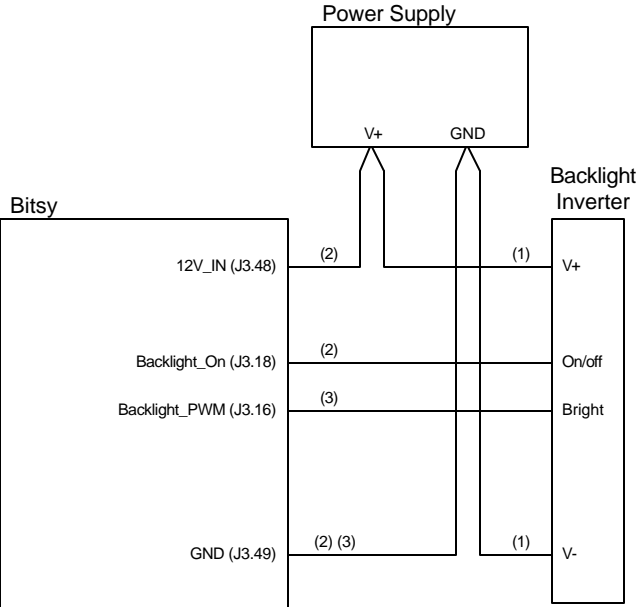 Power Supply
V+ GND
Backlight
Inverter
Bitsy
12V_IN (J3.48) (2) (1) V+
Backlight_On (J3.18) (2) On/off
Backlight_PWM (J3.16) (3) Bright
GND (J3.49) (2) (3) (1) V-